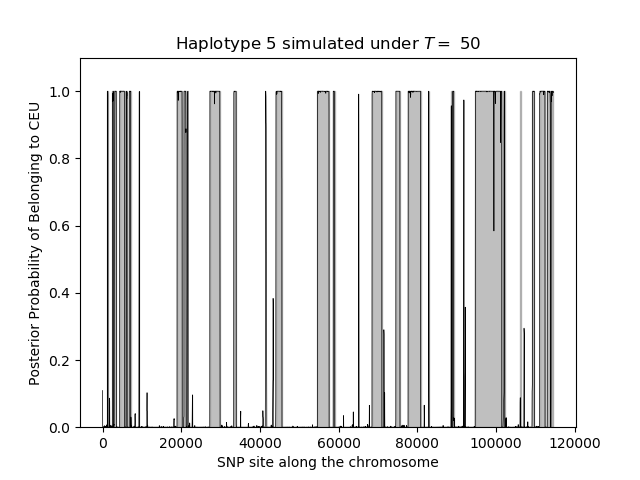 Haplotype 5 simulated under T = 50
Posterior Probability of Belonging to CEU
1.0
0.8
0.6
0.4
0.2
0.0
0 20000 40000 60000 80000 100000 120000
SNP site along the chromosome